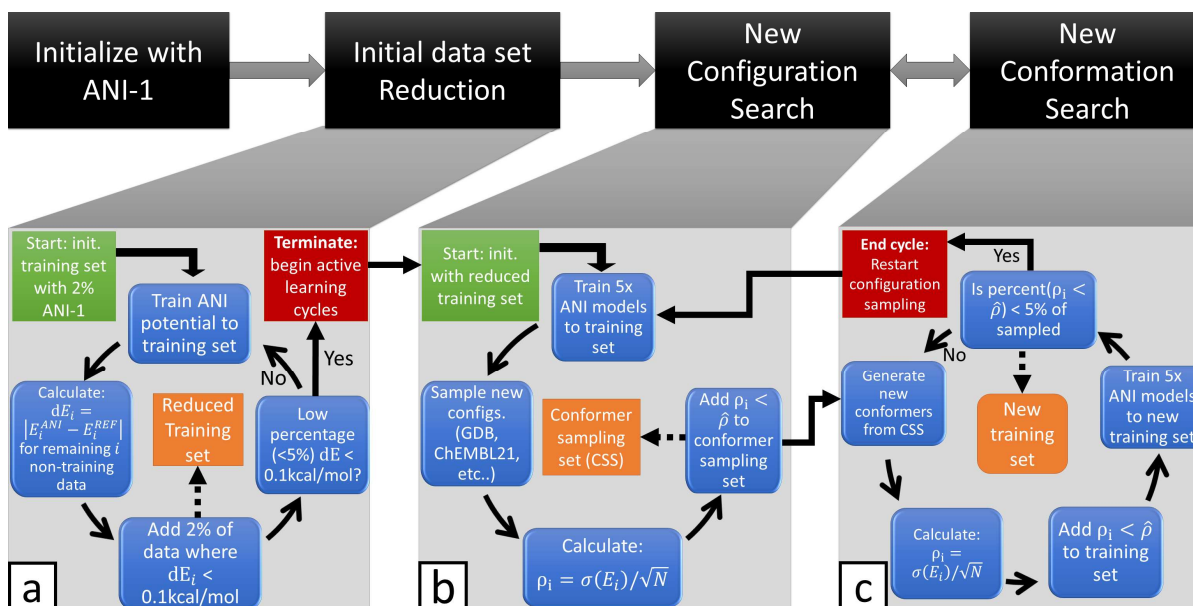 Initialize with
ANI-1
Initial data set
Reduction
New
Configuration
Search
New
Conformation
Search
Start: init.
training set
with 2%
ANI-1
Terminate:
begin active
learning
cycles
Train ANI
potential to
training set
Yes
No
Calculate:
dE_i =
|E_i^{ANI} − E_i^{REF}|
for remaining i
non-training
data
Reduced
Training
set
Low
percentage
(<5%) dE <
0.1kcal/mol?
Add 2% of
data where
dE_i <
0.1kcal/mol
a
Start: init.
with reduced
training set
Train 5x
ANI models
to training
set
Sample new
configs.
(GDB,
ChEMBL21,
etc..)
Conformer
sampling
set (CSS)
Add ρ_i <
ρ̂ to
conformer
sampling
set
Calculate:
ρ_i = σ(E_i)/√N
b
End cycle:
Restart
configuration
sampling
Yes
Is percent(ρ_i <
ρ̂) < 5% of
sampled
No
Generate
new
conformers
from CSS
New
training
set
Train 5x
ANI models
to new
training set
Calculate:
ρ_i =
σ(E_i)/√N
Add ρ_i < ρ̂
to training
set
c